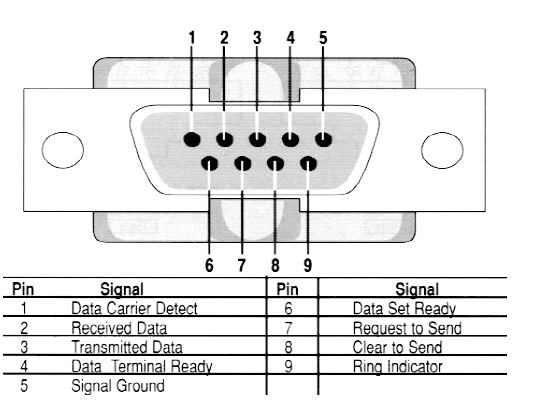 1 2 3 4 5
6 7 8 9
Pin Signal Pin Signal
1 Data Carrier Detect 6 Data Set Ready
2 Received Data 7 Request to Send
3 Transmitted Data 8 Clear to Send
4 Data Terminal Ready 9 Ring Indicator
5 Signal Ground